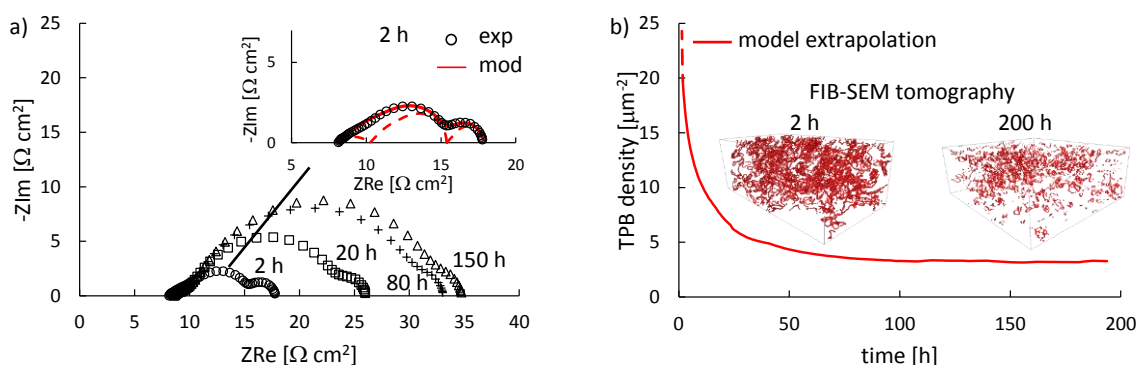 a)
-ZIm [Ω cm²]
25
20
15
10
5
0
0 5 10 15 20 25 30 35 40
ZRe [Ω cm²]
2 h
20 h
80 h
150 h
2 h
exp
mod
-ZIm [Ω cm²]
5
0
5 10 15 20
ZRe [Ω cm²]
b)
TPB density [μm⁻²]
25
20
15
10
5
0
0 50 100 150 200
time [h]
model extrapolation
FIB-SEM tomography
2 h
200 h